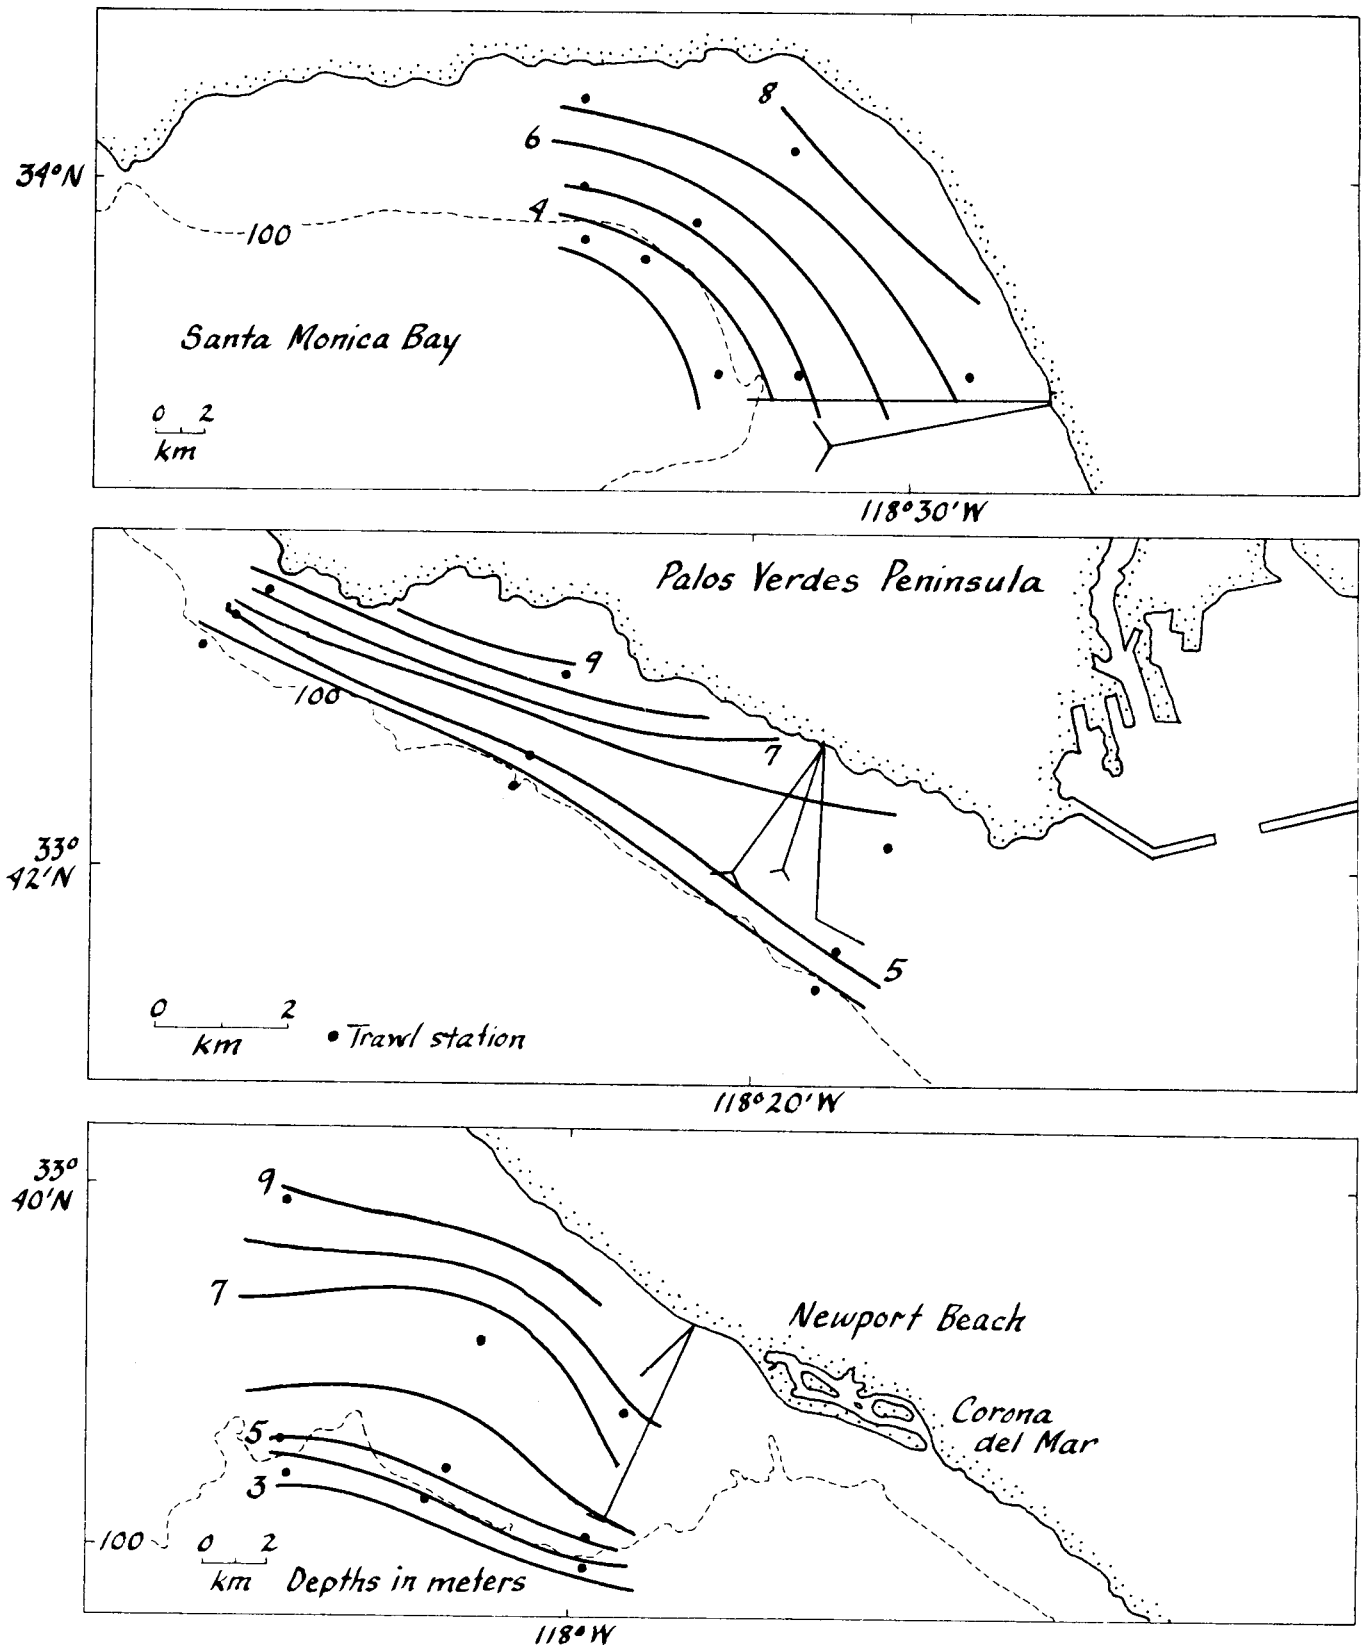 8
6
34°N
4
100
Santa Monica Bay
0 2
km
118°30'W
Palos Verdes Peninsula
9
100
7
33°
42'N
5
0 2
km
Trawl station
118°20'W
33°
40'N
9
7
Newport Beach
Corona
del Mar
5
3
100
0 2
km
Depths in meters
118°W